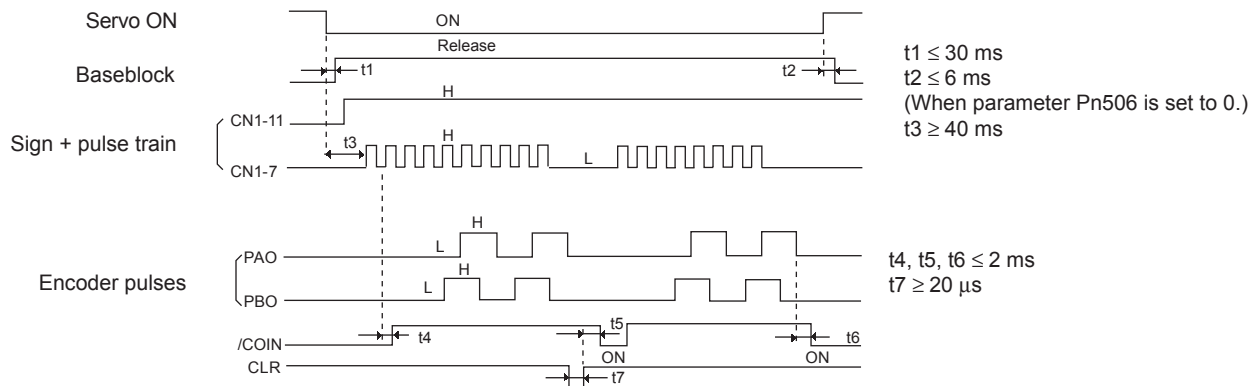 Servo ON
ON
Release
Baseblock
t1
t2
t1 ≤ 30 ms
t2 ≤ 6 ms
(When parameter Pn506 is set to 0.)
t3 ≥ 40 ms
H
CN1-11
Sign + pulse train
t3
H
L
CN1-7
H
L
PAO
Encoder pulses
H
L
PBO
t4, t5, t6 ≤ 2 ms
t7 ≥ 20 μs
/COIN
t4
t5
t6
ON
ON
CLR
t7